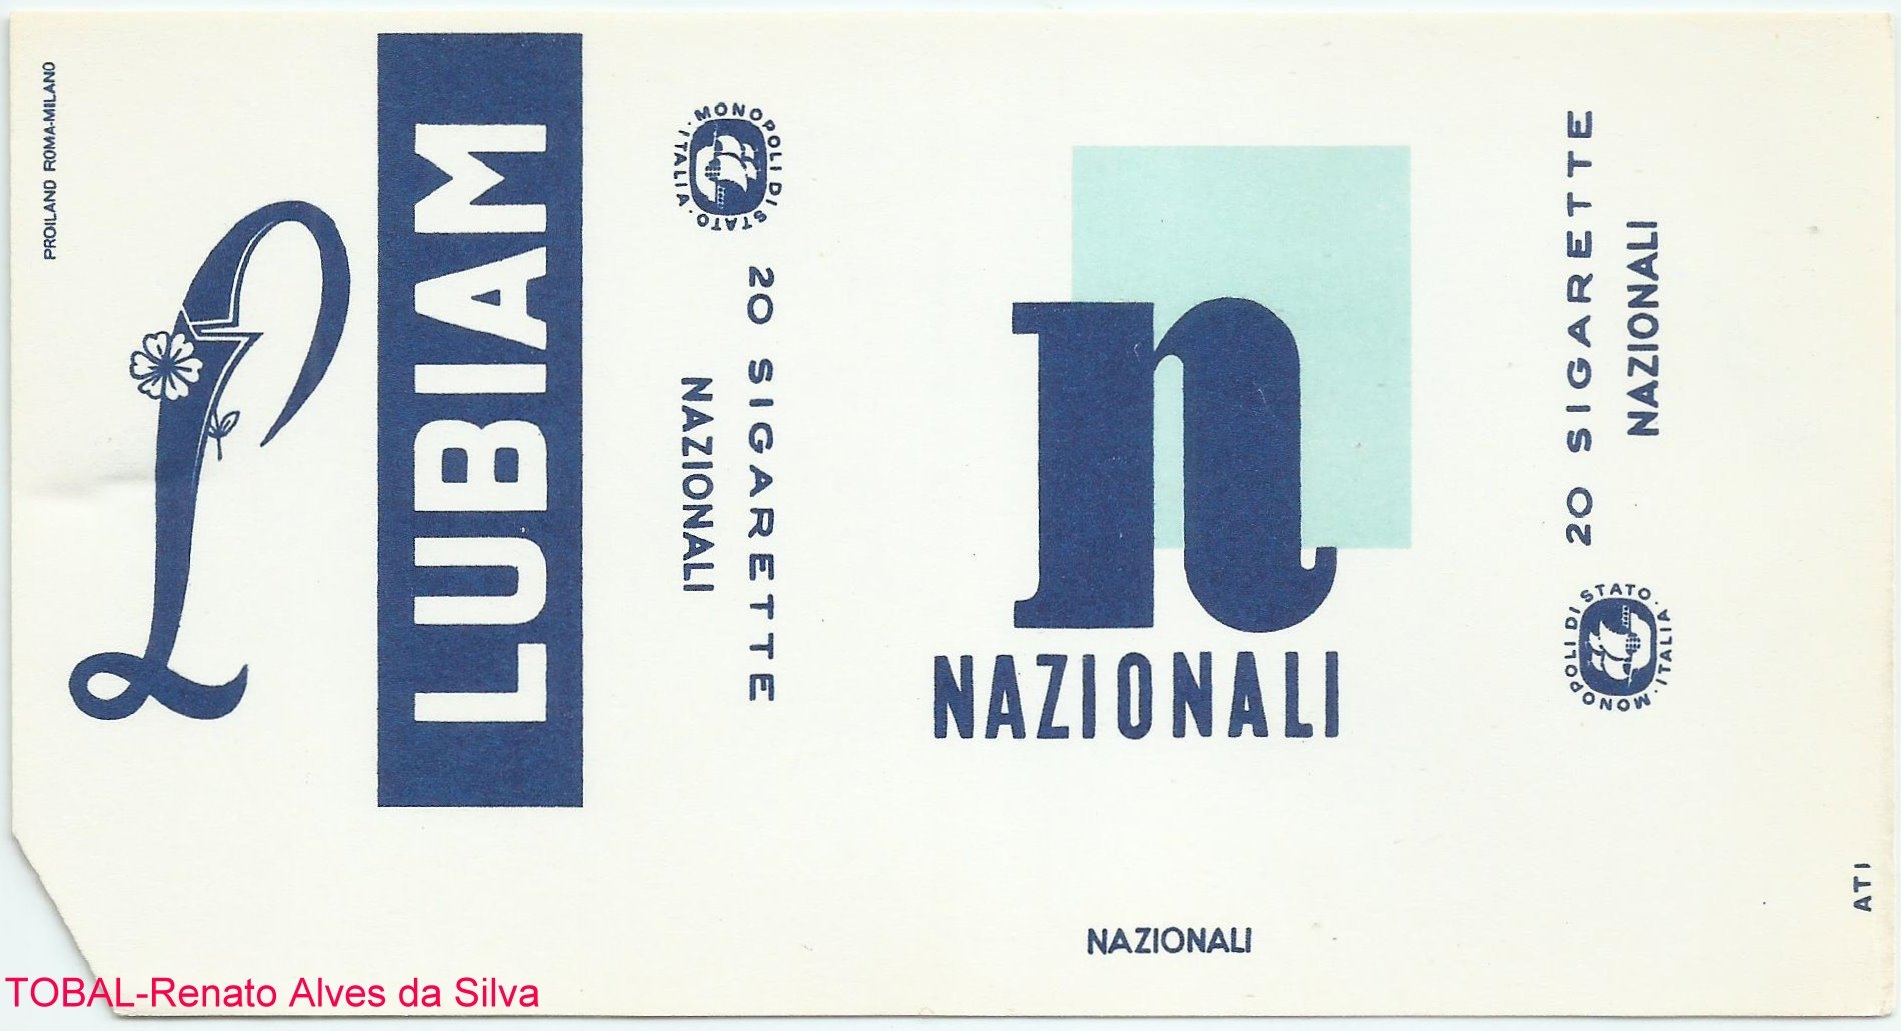 PROILAND ROMA-MILANO
L
LUBIAM
MONOPOLI DI STATO · ITALIA ·
20 SIGARETTE
NAZIONALI
n
NAZIONALI
NAZIONALI
20 SIGARETTE
NAZIONALI
MONOPOLI DI STATO · ITALIA ·
ATI
TOBAL-Renato Alves da Silva